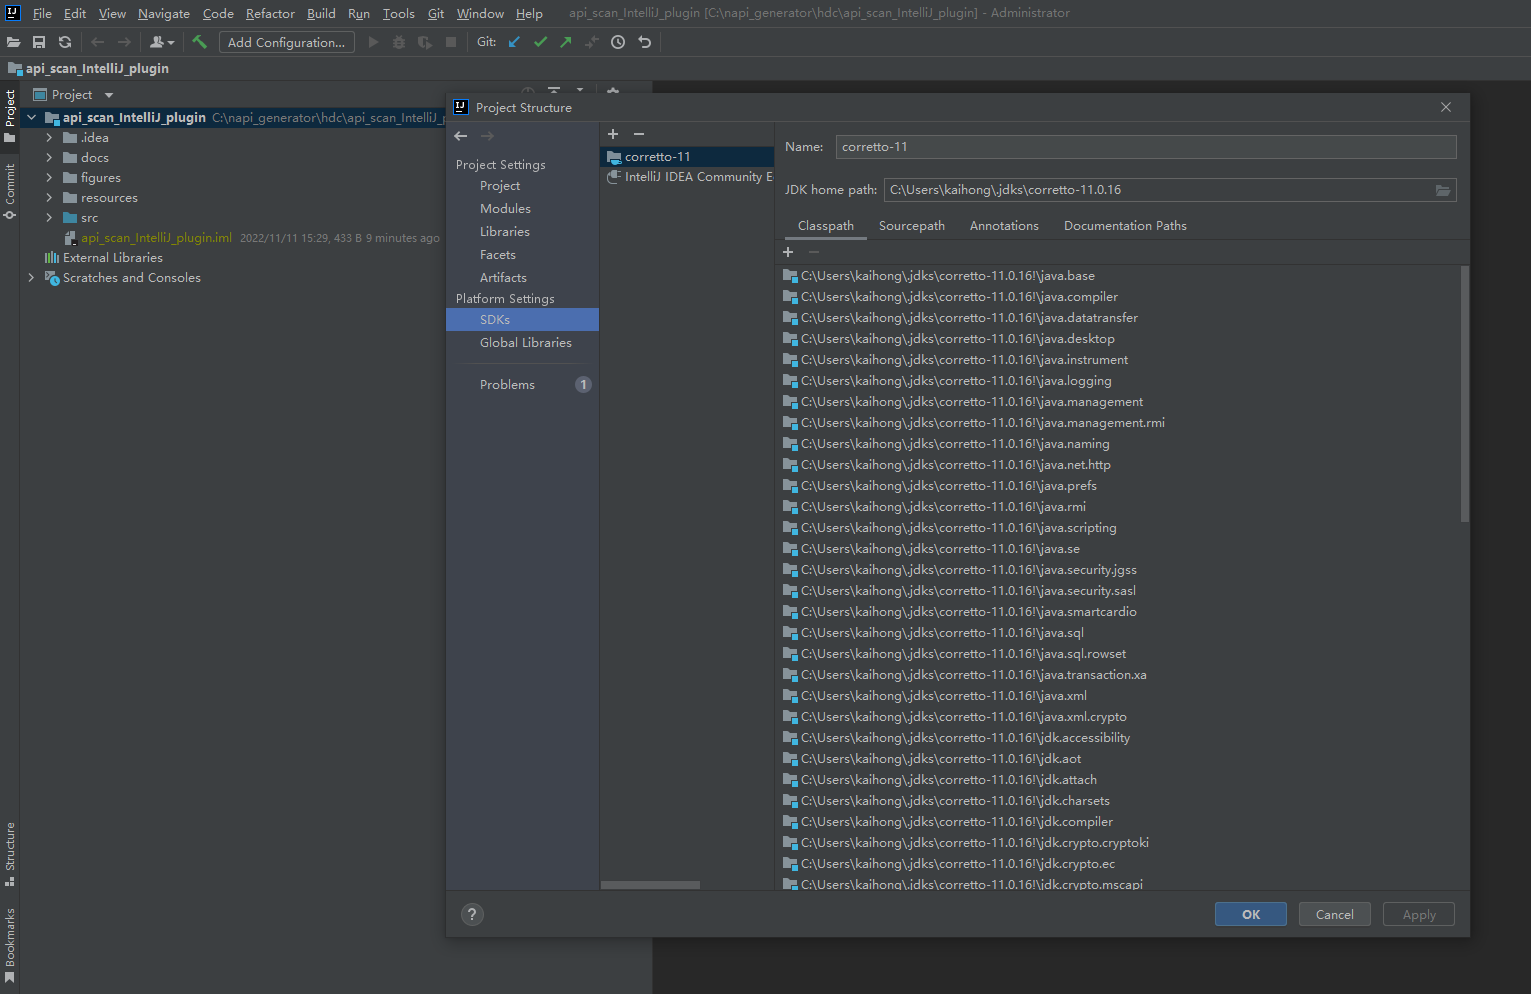 File Edit View Navigate Code Refactor Build Run Tools Git Window Help api_scan_IntelliJ_plugin [C:\napi_generator\hdc\api_scan_IntelliJ_plugin] - Administrator
Add Configuration... Git:
api_scan_IntelliJ_plugin
Project
Project
Commit
Structure
Bookmarks
api_scan_IntelliJ_plugin C:\napi_generator\hdc\api_scan_IntelliJ_
.idea
docs
figures
resources
src
api_scan_IntelliJ_plugin.iml 2022/11/11 15:29, 433 B 9 minutes ago
External Libraries
Scratches and Consoles
Project Structure
Project Settings
Project
Modules
Libraries
Facets
Artifacts
Platform Settings
SDKs
Global Libraries
Problems 1
corretto-11
IntelliJ IDEA Community E
Name: corretto-11
JDK home path: C:\Users\kaihong\.jdks\corretto-11.0.16
Classpath Sourcepath Annotations Documentation Paths
C:\Users\kaihong\.jdks\corretto-11.0.16!\java.base
C:\Users\kaihong\.jdks\corretto-11.0.16!\java.compiler
C:\Users\kaihong\.jdks\corretto-11.0.16!\java.datatransfer
C:\Users\kaihong\.jdks\corretto-11.0.16!\java.desktop
C:\Users\kaihong\.jdks\corretto-11.0.16!\java.instrument
C:\Users\kaihong\.jdks\corretto-11.0.16!\java.logging
C:\Users\kaihong\.jdks\corretto-11.0.16!\java.management
C:\Users\kaihong\.jdks\corretto-11.0.16!\java.management.rmi
C:\Users\kaihong\.jdks\corretto-11.0.16!\java.naming
C:\Users\kaihong\.jdks\corretto-11.0.16!\java.net.http
C:\Users\kaihong\.jdks\corretto-11.0.16!\java.prefs
C:\Users\kaihong\.jdks\corretto-11.0.16!\java.rmi
C:\Users\kaihong\.jdks\corretto-11.0.16!\java.scripting
C:\Users\kaihong\.jdks\corretto-11.0.16!\java.se
C:\Users\kaihong\.jdks\corretto-11.0.16!\java.security.jgss
C:\Users\kaihong\.jdks\corretto-11.0.16!\java.security.sasl
C:\Users\kaihong\.jdks\corretto-11.0.16!\java.smartcardio
C:\Users\kaihong\.jdks\corretto-11.0.16!\java.sql
C:\Users\kaihong\.jdks\corretto-11.0.16!\java.sql.rowset
C:\Users\kaihong\.jdks\corretto-11.0.16!\java.transaction.xa
C:\Users\kaihong\.jdks\corretto-11.0.16!\java.xml
C:\Users\kaihong\.jdks\corretto-11.0.16!\java.xml.crypto
C:\Users\kaihong\.jdks\corretto-11.0.16!\jdk.accessibility
C:\Users\kaihong\.jdks\corretto-11.0.16!\jdk.aot
C:\Users\kaihong\.jdks\corretto-11.0.16!\jdk.attach
C:\Users\kaihong\.jdks\corretto-11.0.16!\jdk.charsets
C:\Users\kaihong\.jdks\corretto-11.0.16!\jdk.compiler
C:\Users\kaihong\.jdks\corretto-11.0.16!\jdk.crypto.cryptoki
C:\Users\kaihong\.jdks\corretto-11.0.16!\jdk.crypto.ec
C:\Users\kaihong\.jdks\corretto-11.0.16!\jdk.crypto.mscapi
? OK Cancel Apply